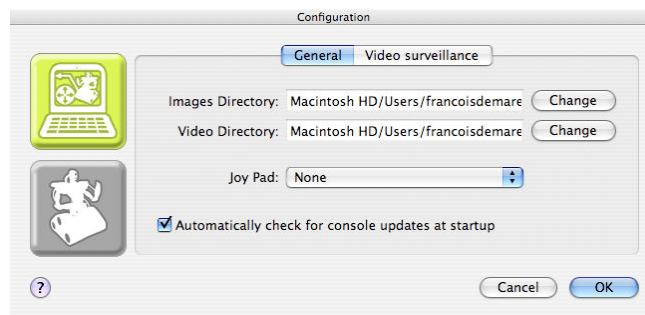 Configuration
General Video surveillance
Images Directory: Macintosh HD/Users/francoisdemare Change
Video Directory: Macintosh HD/Users/francoisdemare Change
Joy Pad: None
Automatically check for console updates at startup
? Cancel OK